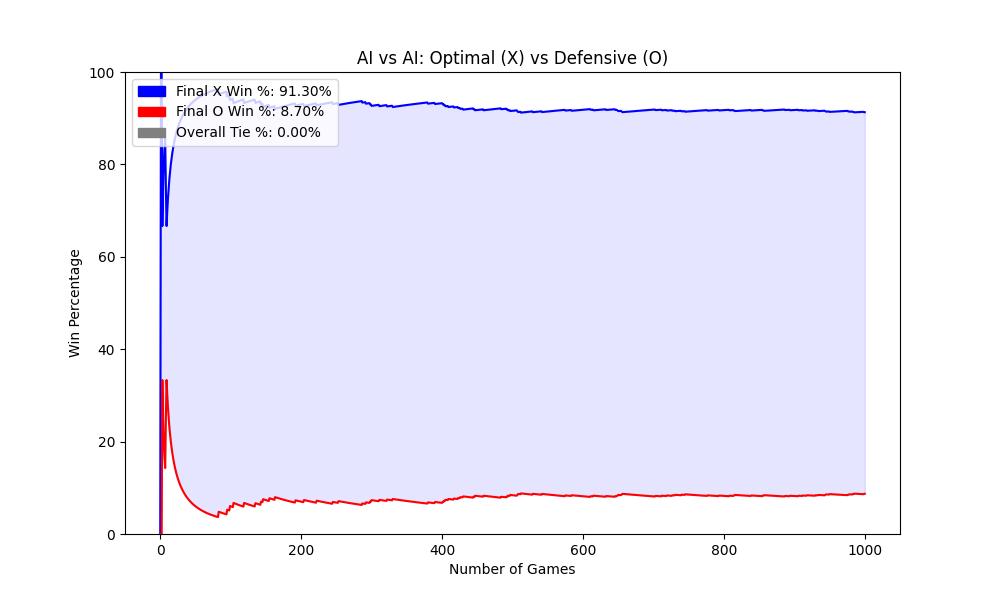 AI vs AI: Optimal (X) vs Defensive (O)
Final X Win %: 91.30%
Final O Win %: 8.70%
Overall Tie %: 0.00%
Win Percentage
100
80
60
40
20
0
0 200 400 600 800 1000
Number of Games